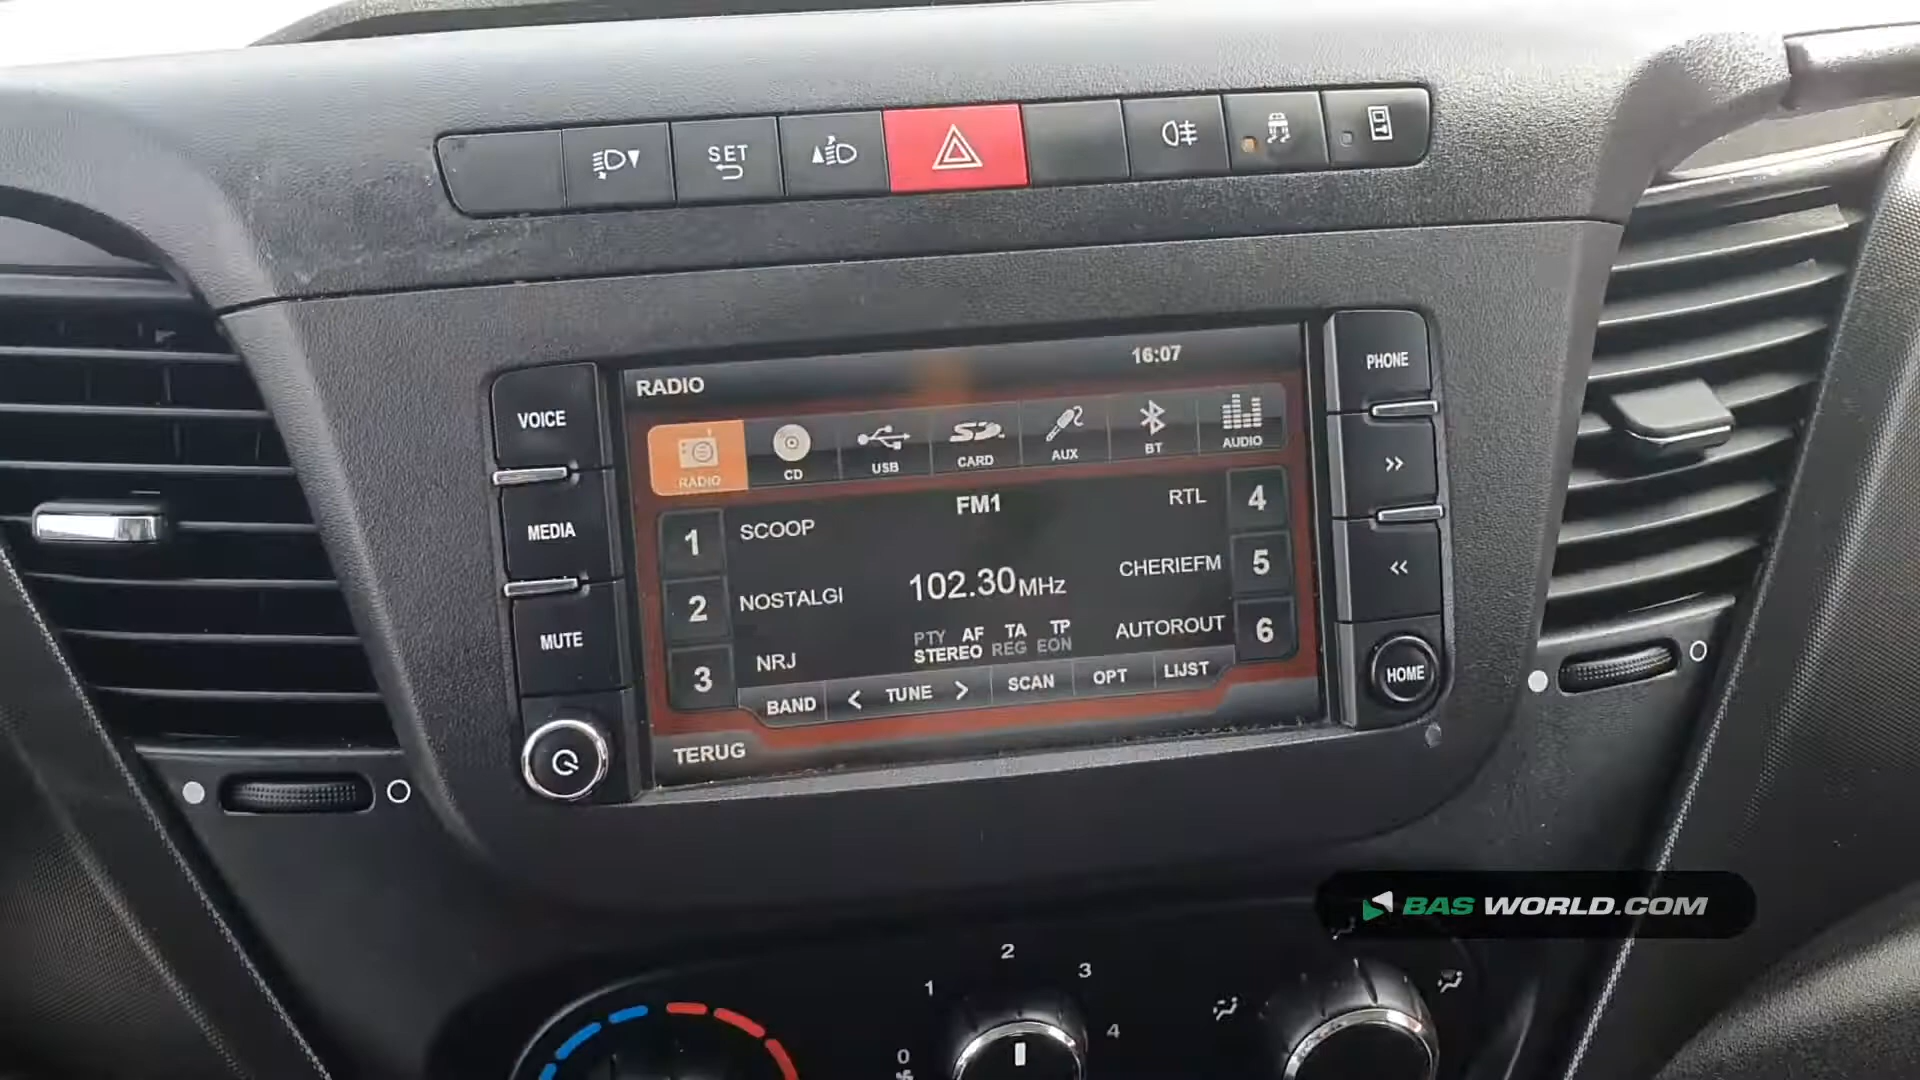 SET
RADIO
16:07
VOICE
PHONE
RADIO
CD
USB
CARD
AUX
BT
AUDIO
FM1
1 SCOOP
RTL 4
MEDIA
2 NOSTALGI
102.30 MHz
CHERIEFM 5
MUTE
3 NRJ
PTY AF TA TP
STEREO REG EON
AUTOROUT 6
BAND < TUNE > SCAN OPT LIJST
HOME
TERUG
BAS WORLD.COM
0
1
2
3
4